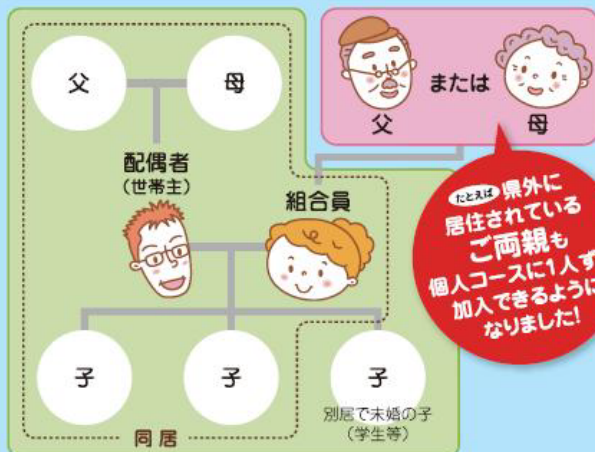 父
母
または
父
母
配偶者
(世帯主)
組合員
たとえば 県外に
居住されている
ご両親も
個人コースに1人ず
加入できるように
なりました!
子
子
子
別居で未婚の子
(学生等)
同居